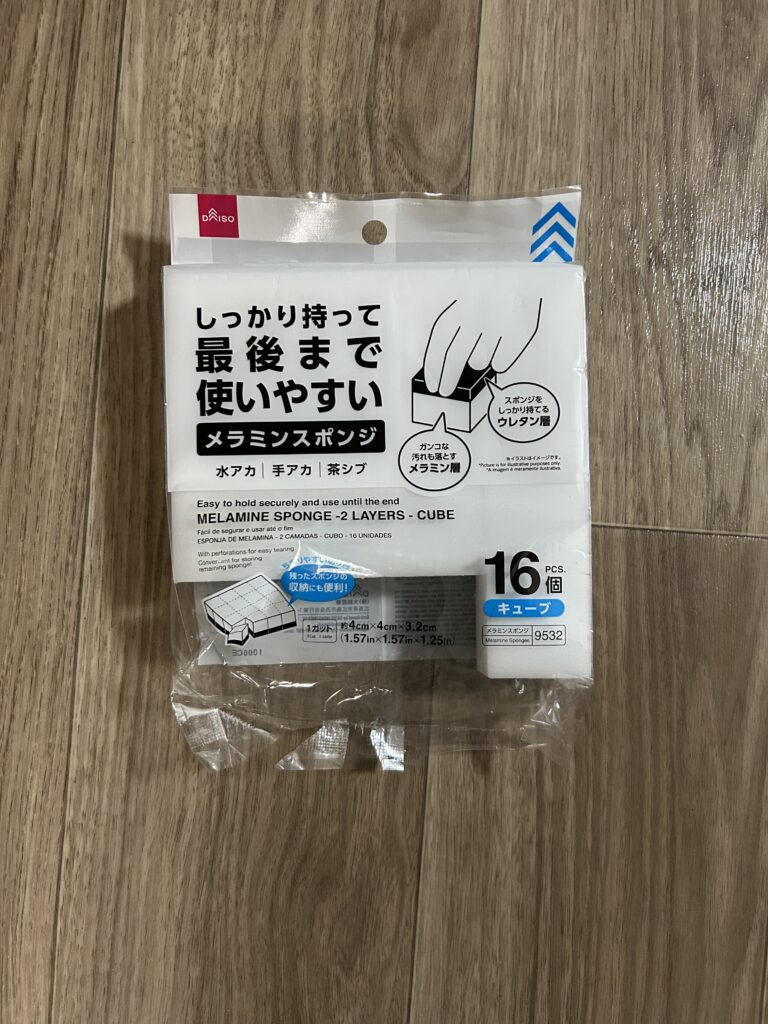 DAISO
しっかり持って
最後まで
使いやすい
メラミンスポンジ
水アカ|手アカ|茶シブ
スポンジを
しっかり持てる
ウレタン層
ガンコな
汚れも落とす
メラミン層
※イラストはイメージです。
*Picture is for illustrative purposes only.
*A imagem é meramente ilustrativa.
Easy to hold securely and use until the end
MELAMINE SPONGE -2 LAYERS - CUBE
Fácil de segurar e usar até o fim
ESPONJA DE MELAMINA - 2 CAMADAS - CUBO - 16 UNIDADES
With perforations for easy tearing
Convenient for storing
remaining sponge!
残ったスポンジの
収納にも便利!
1カット
約4cm×4cm×3.2cm
(1.57in×1.57in×1.25in)
16 PCS.
個
キューブ
メラミンスポンジ
Melamine Sponges
9532